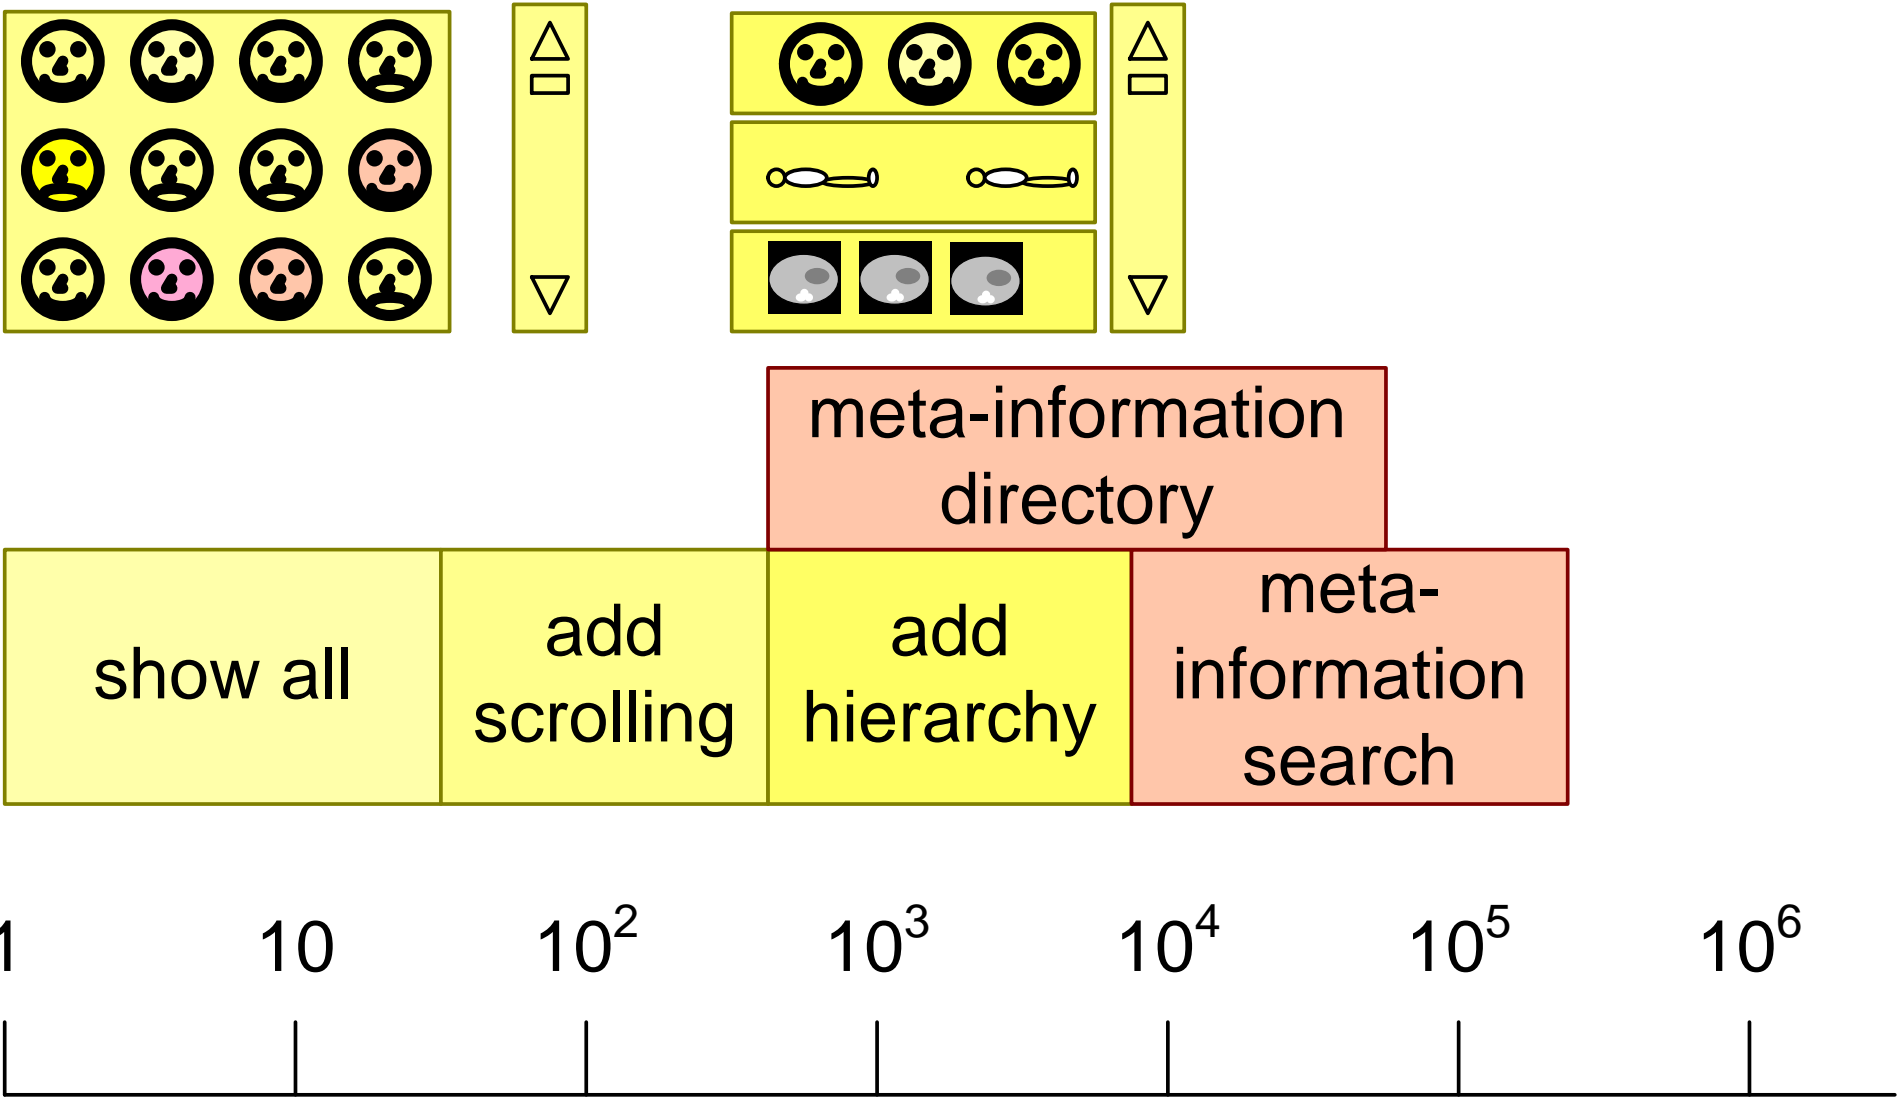 meta-information
directory
show all
add
scrolling
add
hierarchy
meta-
information
search
1 10 10² 10³ 10⁴ 10⁵ 10⁶